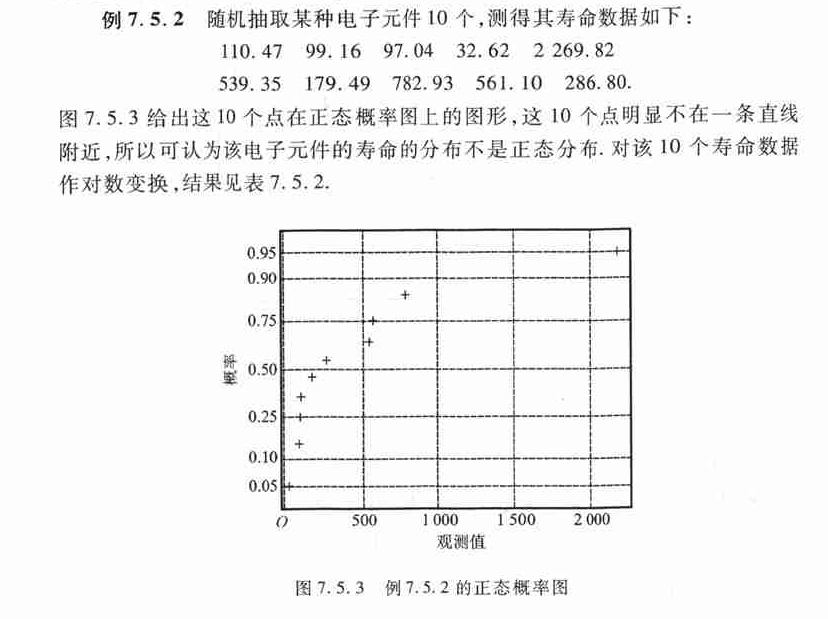 例 7.5.2 随机抽取某种电子元件 10 个,测得其寿命数据如下:
110.47 99.16 97.04 32.62 2 269.82
539.35 179.49 782.93 561.10 286.80.
图 7.5.3 给出这 10 个点在正态概率图上的图形,这 10 个点明显不在一条直线
附近,所以可认为该电子元件的寿命的分布不是正态分布.对该 10 个寿命数据
作对数变换,结果见表 7.5.2.
0.95
0.90
0.75
0.50
0.25
0.10
0.05
概率
O 500 1 000 1 500 2 000
观测值
图 7.5.3 例 7.5.2 的正态概率图